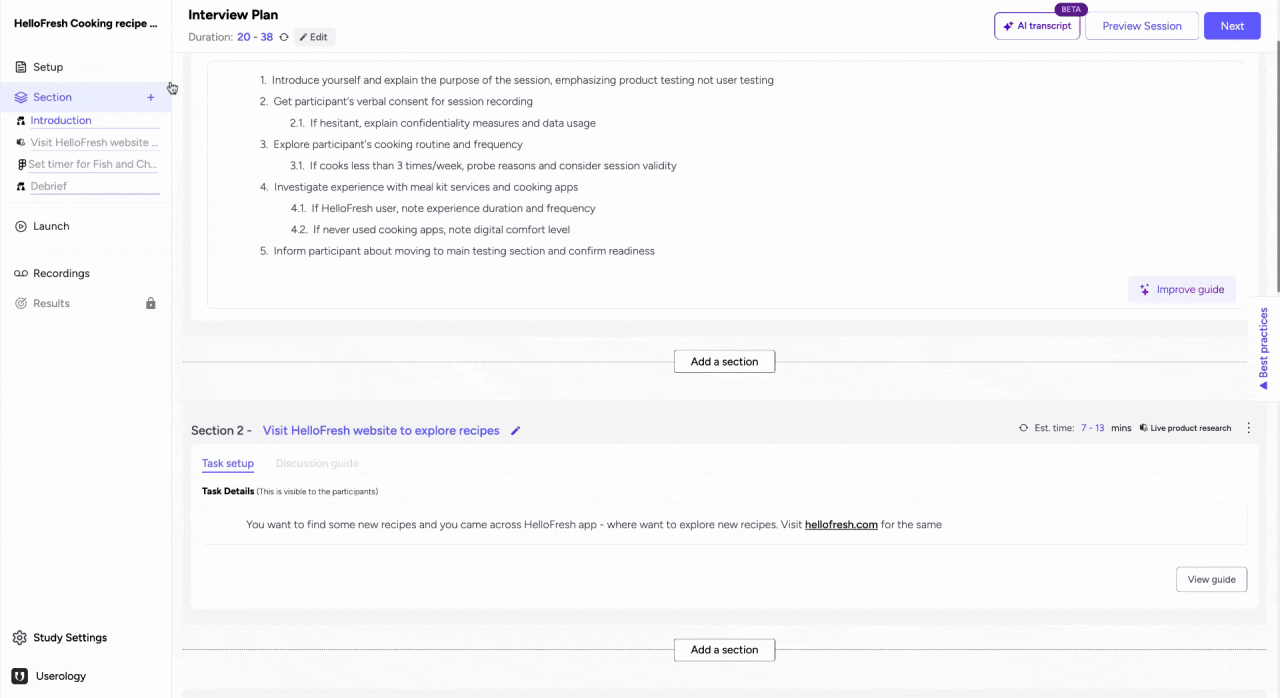 HelloFresh Cooking recipe ...
Setup
Section +
Introduction
Visit HelloFresh website ...
Set timer for Fish and Ch...
Debrief
Launch
Recordings
Results
Study Settings
Userology
Interview Plan
Duration: 20 - 38 Edit
BETA
AI transcript
Preview Session
Next
1. Introduce yourself and explain the purpose of the session, emphasizing product testing not user testing
2. Get participant's verbal consent for session recording
2.1. If hesitant, explain confidentiality measures and data usage
3. Explore participant's cooking routine and frequency
3.1. If cooks less than 3 times/week, probe reasons and consider session validity
4. Investigate experience with meal kit services and cooking apps
4.1. If HelloFresh user, note experience duration and frequency
4.2. If never used cooking apps, note digital comfort level
5. Inform participant about moving to main testing section and confirm readiness
Improve guide
Best practices
Add a section
Section 2 - Visit HelloFresh website to explore recipes
Est. time: 7 - 13 mins Live product research
Task setup Discussion guide
Task Details (This is visible to the participants)
You want to find some new recipes and you came across HelloFresh app - where want to explore new recipes. Visit hellofresh.com for the same
View guide
Add a section